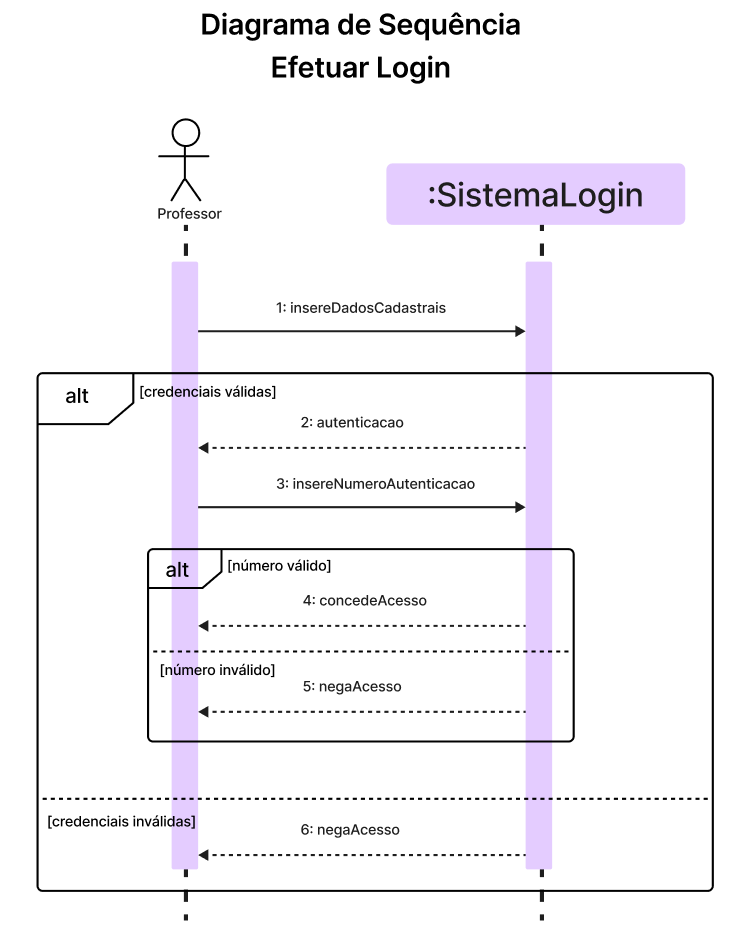 Diagrama de Sequência
Efetuar Login
Professor
:SistemaLogin
1: insereDadosCadastrais
alt
[credenciais válidas]
2: autenticacao
3: insereNumeroAutenticacao
alt
[número válido]
4: concedeAcesso
[número inválido]
5: negaAcesso
[credenciais inválidas]
6: negaAcesso